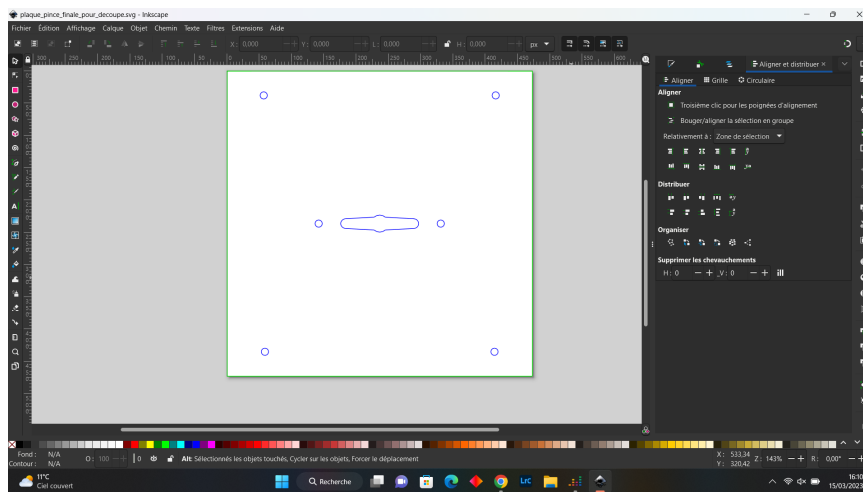 plaque_pince_finale_pour_decoupe.svg - Inkscape
Fichier Édition Affichage Calque Objet Chemin Texte Filtres Extensions Aide
X: 0,000 Y: 0,000 L: 0,000 H: 0,000 px
Aligner et distribuer
Aligner Grille Circulaire
Aligner
Troisième clic pour les poignées d'alignement
Bouger/aligner la sélection en groupe
Relativement à : Zone de sélection
Distribuer
Organiser
Supprimer les chevauchements
H: 0 V: 0
Fond : N/A
Contour : N/A
O: 100
0
Alt: Sélectionnés les objets touchés, Cycler sur les objets, Forcer le déplacement
X: 533,34
Y: 320,42
Z: 143%
R: 0,00°
11°C
Ciel couvert
Recherche
LrC
16:10
15/03/2023